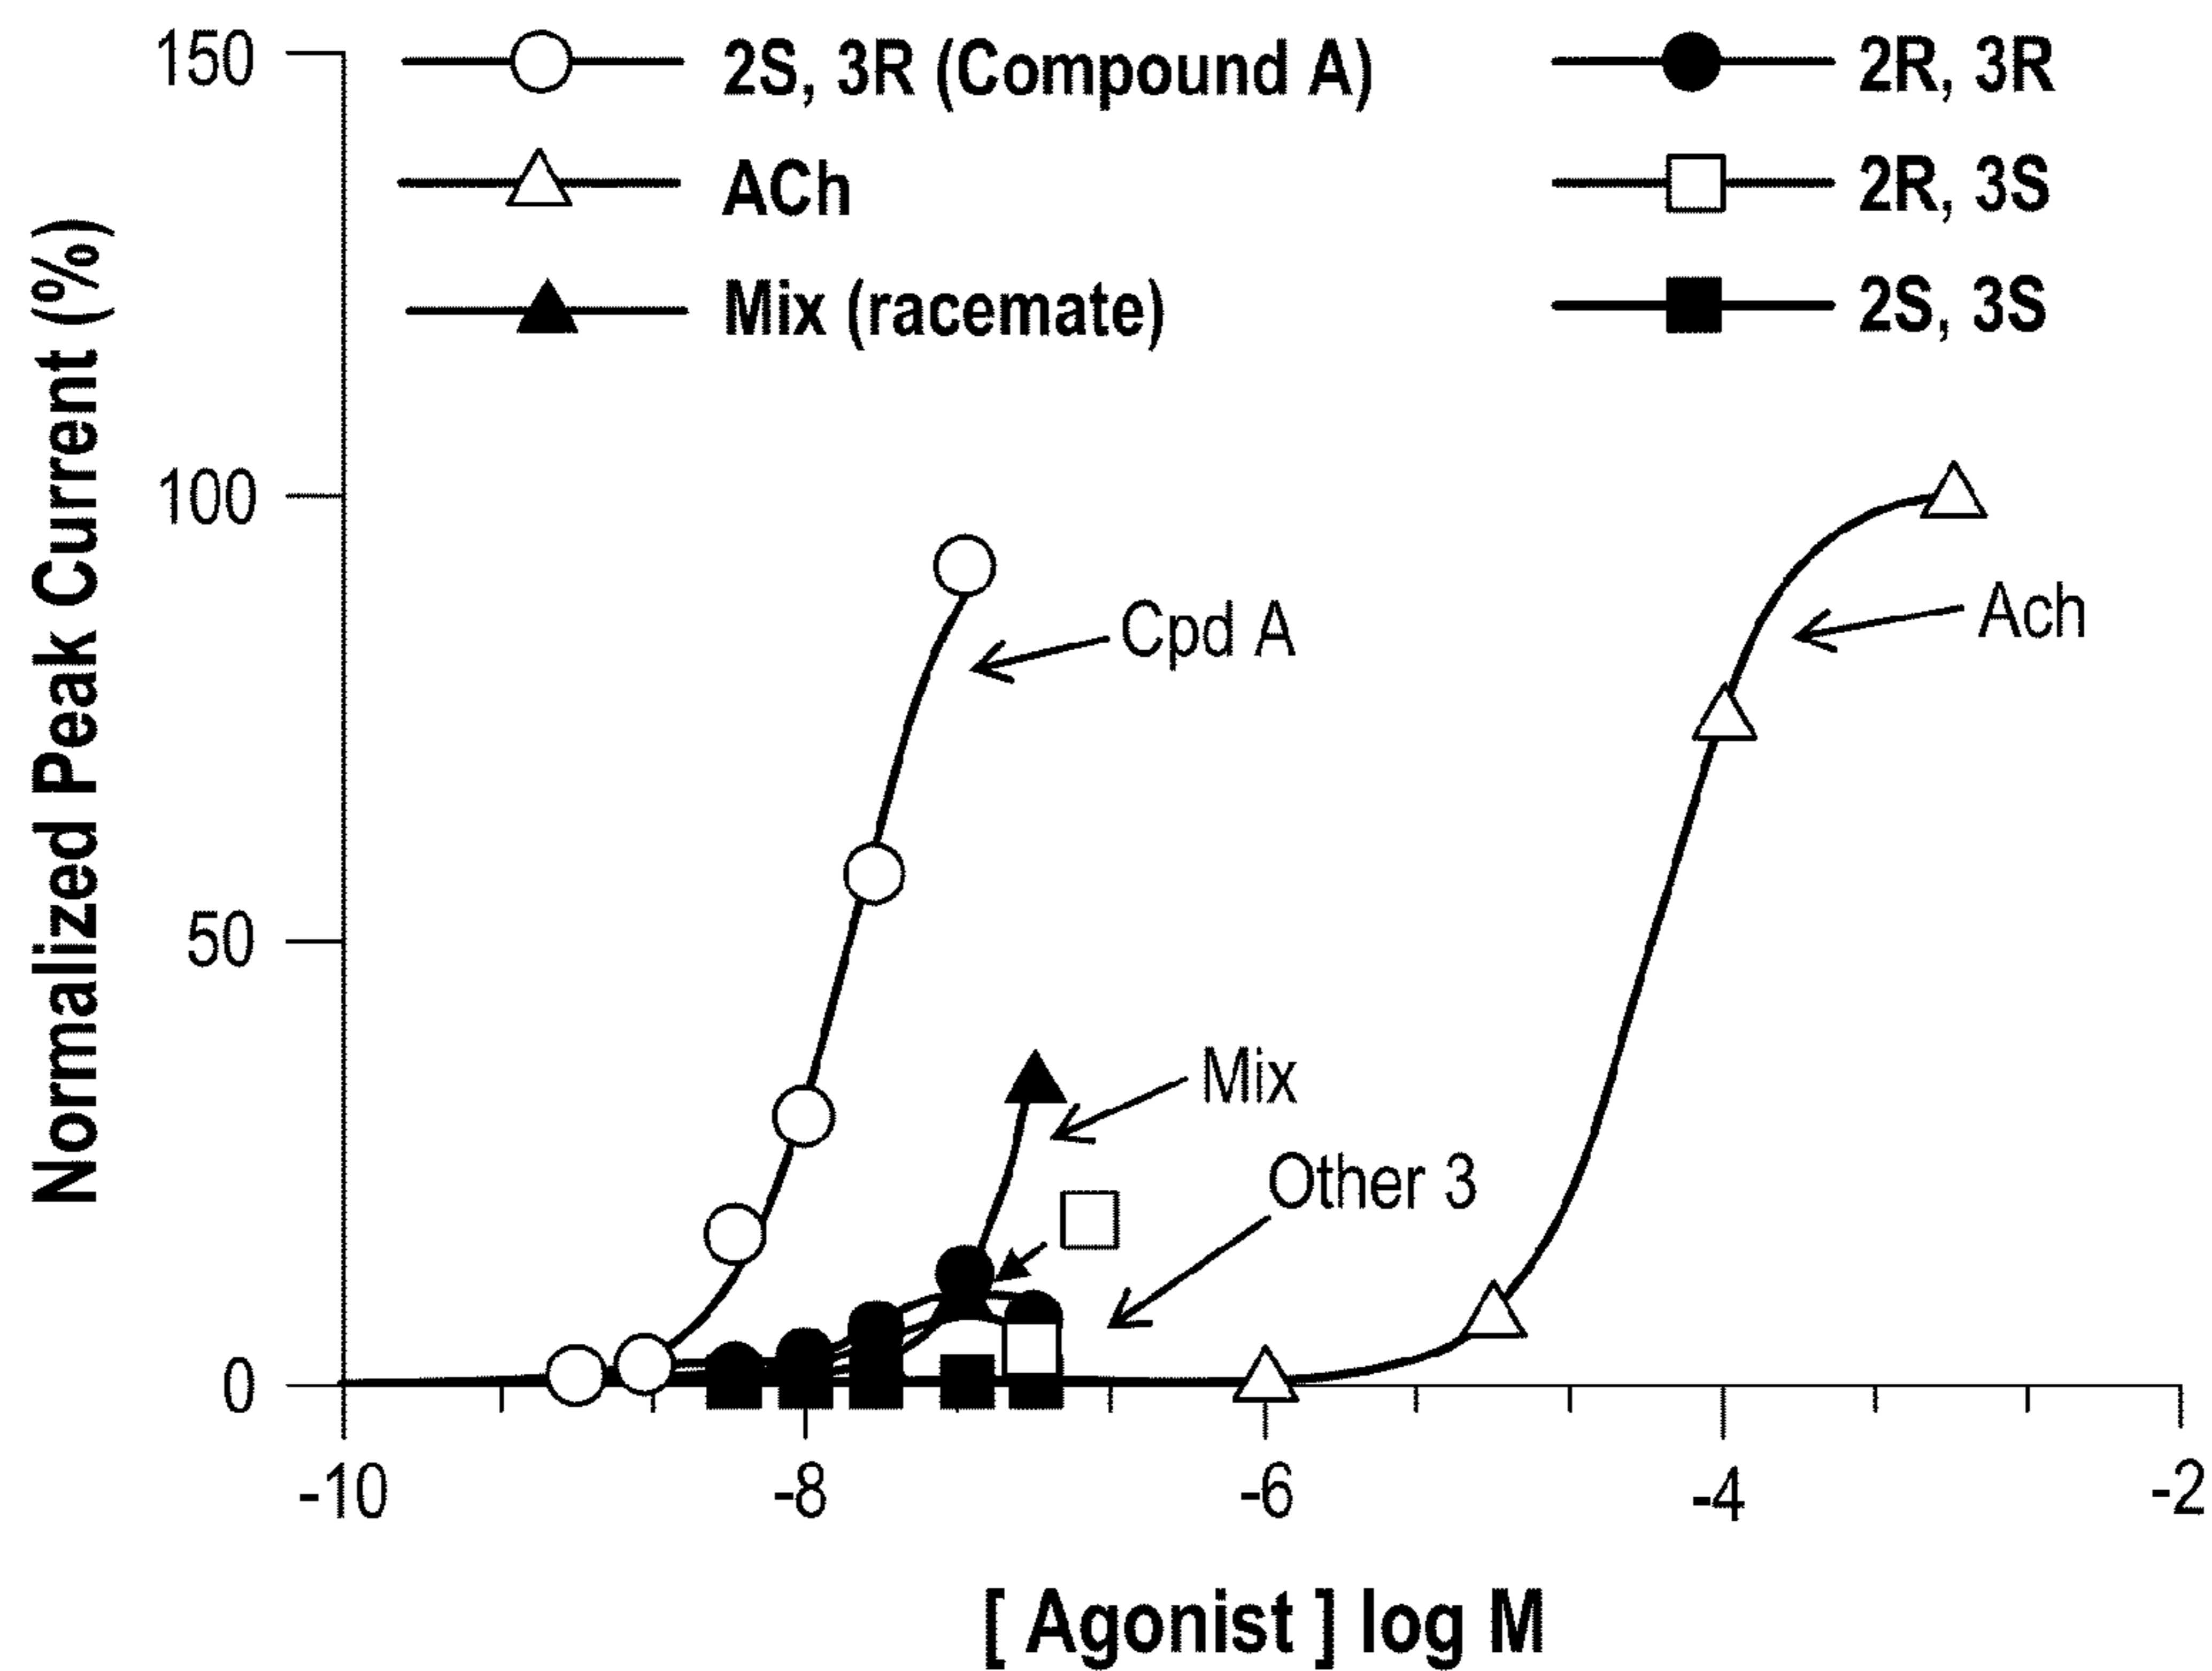 2S, 3R (Compound A)
ACh
Mix (racemate)
2R, 3R
2R, 3S
2S, 3S
Normalized Peak Current (%)
150
100
50
0
Cpd A
Ach
Mix
Other 3
-10
-8
-6
-4
-2
[ Agonist ] log M